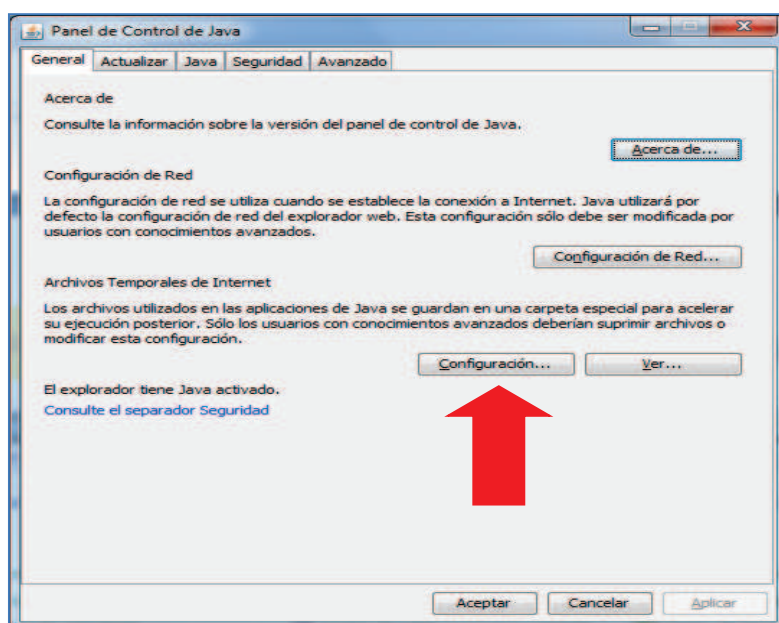 Panel de Control de Java
General Actualizar Java Seguridad Avanzado
Acerca de
Consulte la información sobre la versión del panel de control de Java.
Acerca de...
Configuración de Red
La configuración de red se utiliza cuando se establece la conexión a Internet. Java utilizará por
defecto la configuración de red del explorador web. Esta configuración sólo debe ser modificada por
usuarios con conocimientos avanzados.
Configuración de Red...
Archivos Temporales de Internet
Los archivos utilizados en las aplicaciones de Java se guardan en una carpeta especial para acelerar
su ejecución posterior. Sólo los usuarios con conocimientos avanzados deberían suprimir archivos o
modificar esta configuración.
Configuración... Ver...
El explorador tiene Java activado.
Consulte el separador Seguridad
Aceptar Cancelar Aplicar